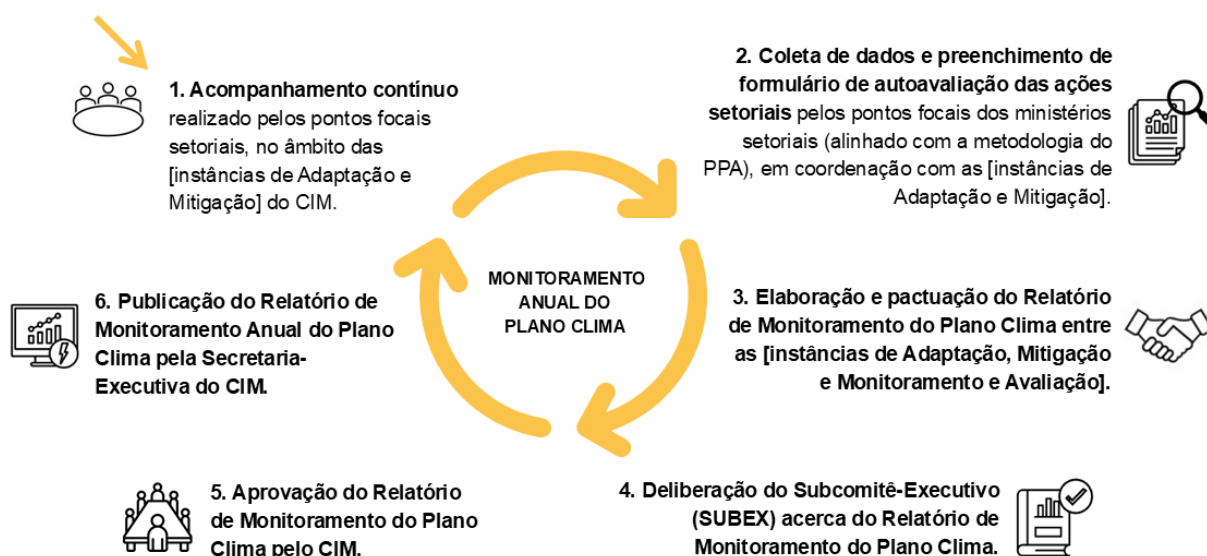 1. Acompanhamento contínuo
realizado pelos pontos focais
setoriais, no âmbito das
[instâncias de Adaptação e
Mitigação] do CIM.
2. Coleta de dados e preenchimento de
formulário de autoavaliação das ações
setoriais pelos pontos focais dos ministérios
setoriais (alinhado com a metodologia do
PPA), em coordenação com as [instâncias de
Adaptação e Mitigação].
MONITORAMENTO
ANUAL DO
PLANO CLIMA
3. Elaboração e pactuação do Relatório
de Monitoramento do Plano Clima entre
as [instâncias de Adaptação, Mitigação
e Monitoramento e Avaliação].
4. Deliberação do Subcomitê-Executivo
(SUBEX) acerca do Relatório de
Monitoramento do Plano Clima.
5. Aprovação do Relatório
de Monitoramento do Plano
Clima pelo CIM.
6. Publicação do Relatório de
Monitoramento Anual do Plano
Clima pela Secretaria-
Executiva do CIM.